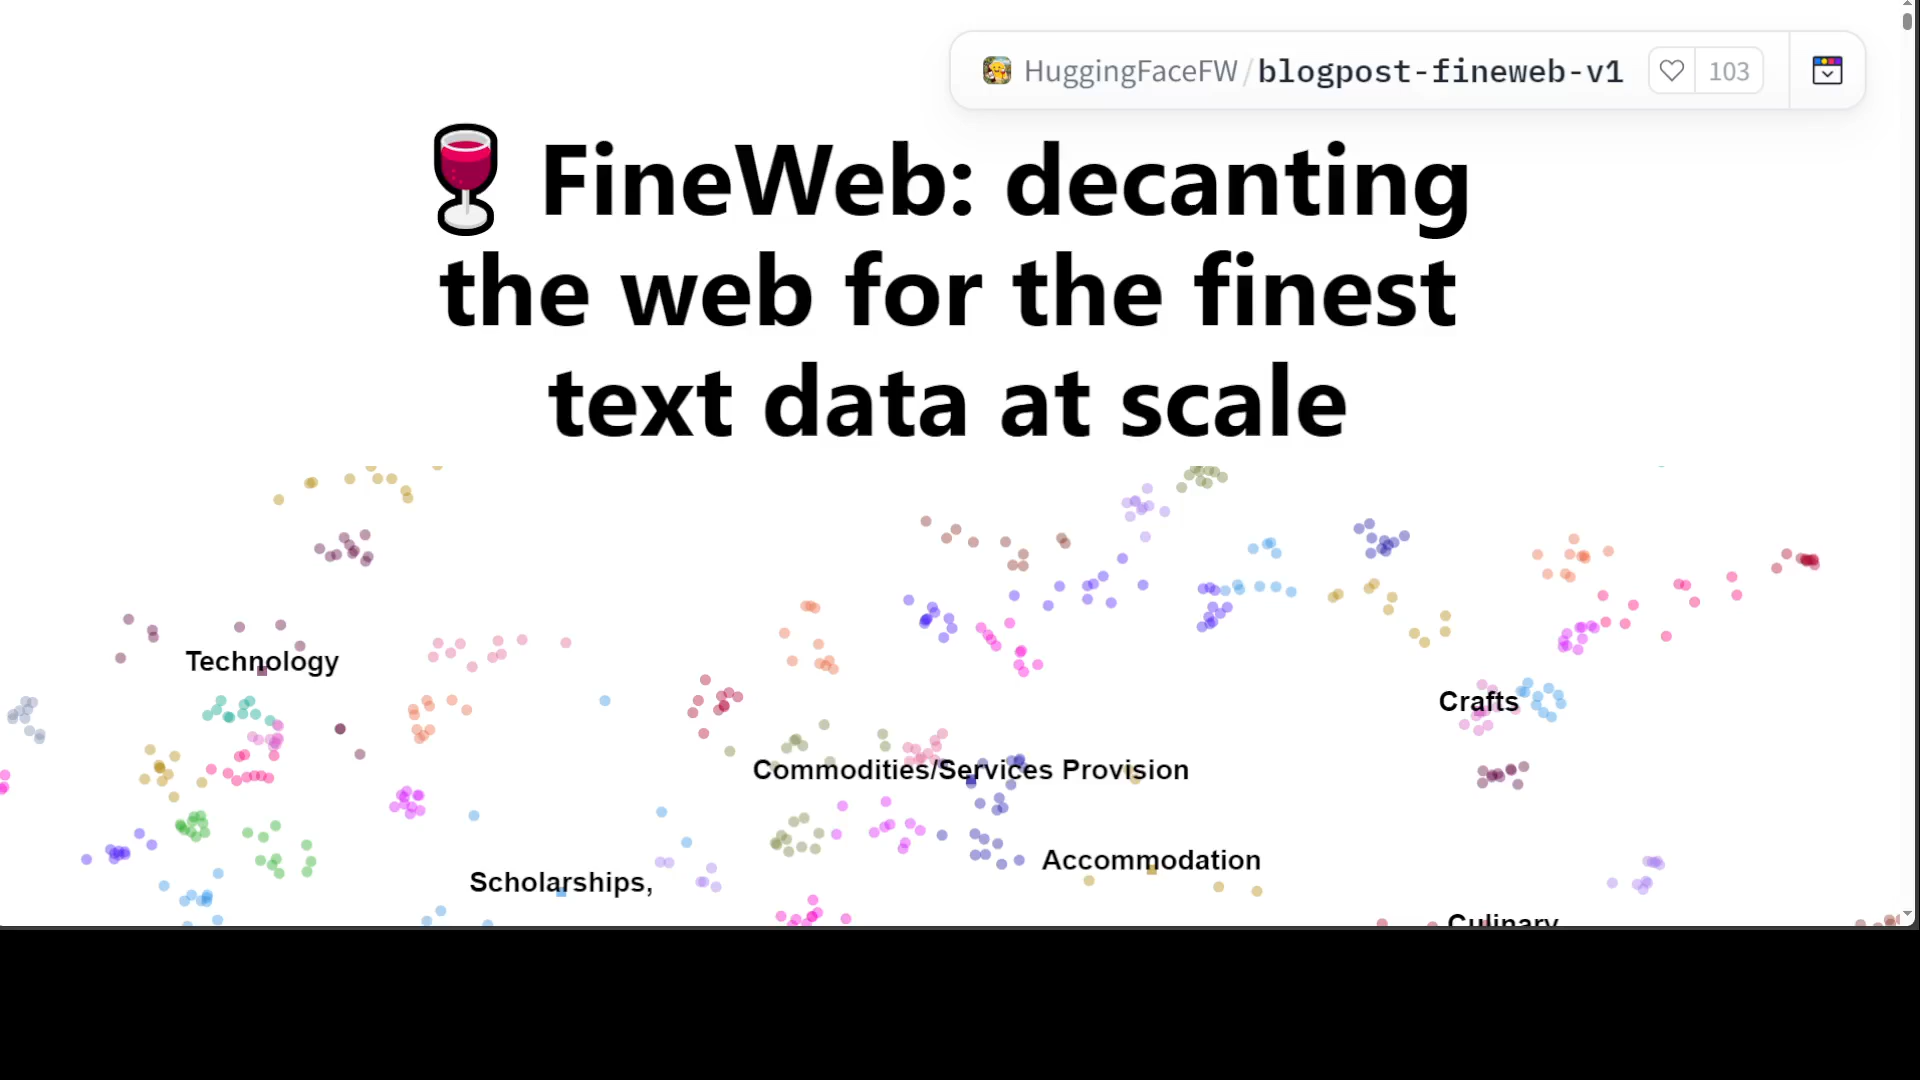 HuggingFaceFW/blogpost-fineweb-v1 103
FineWeb: decanting
the web for the finest
text data at scale
Technology
Crafts
Commodities/Services Provision
Accommodation
Scholarships,
Culinary